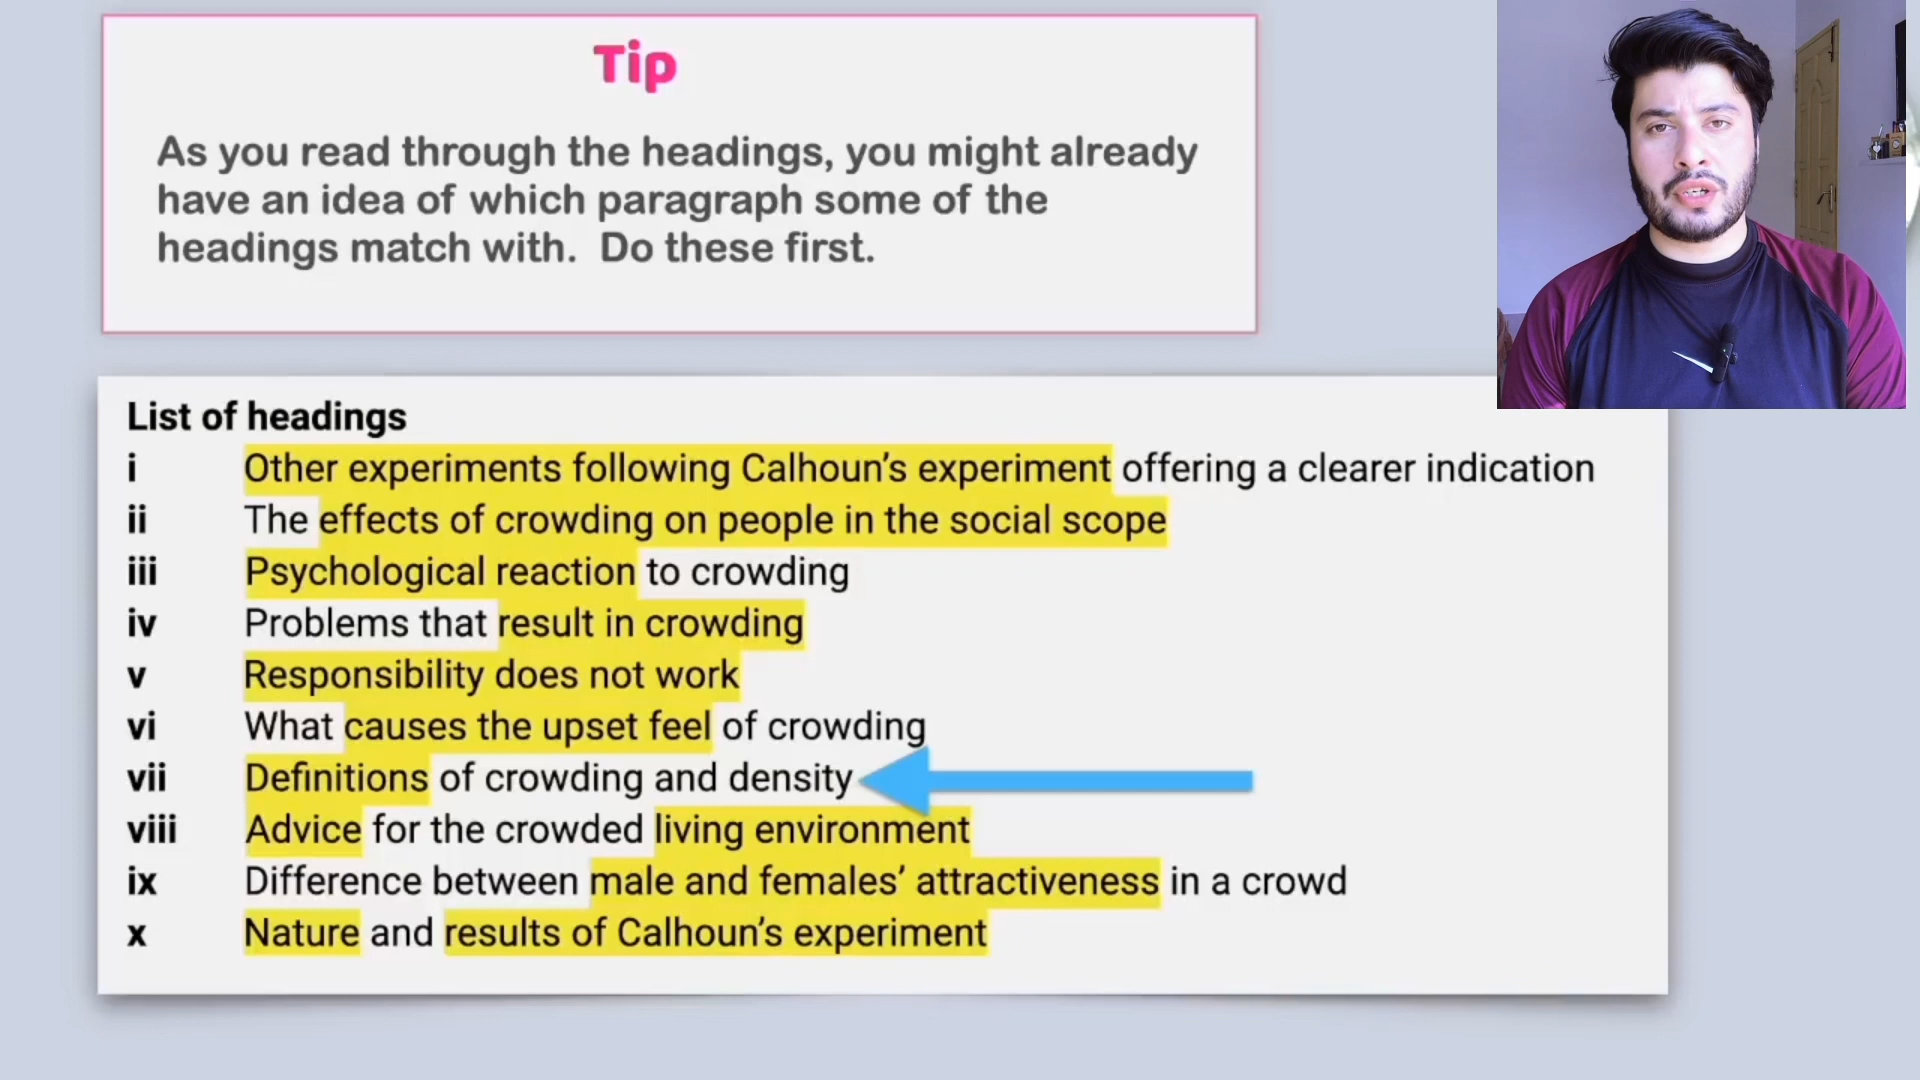 Tip
As you read through the headings, you might already
have an idea of which paragraph some of the
headings match with. Do these first.
List of headings
i Other experiments following Calhoun's experiment offering a clearer indication
ii The effects of crowding on people in the social scope
iii Psychological reaction to crowding
iv Problems that result in crowding
v Responsibility does not work
vi What causes the upset feel of crowding
vii Definitions of crowding and density
viii Advice for the crowded living environment
ix Difference between male and females' attractiveness in a crowd
x Nature and results of Calhoun's experiment